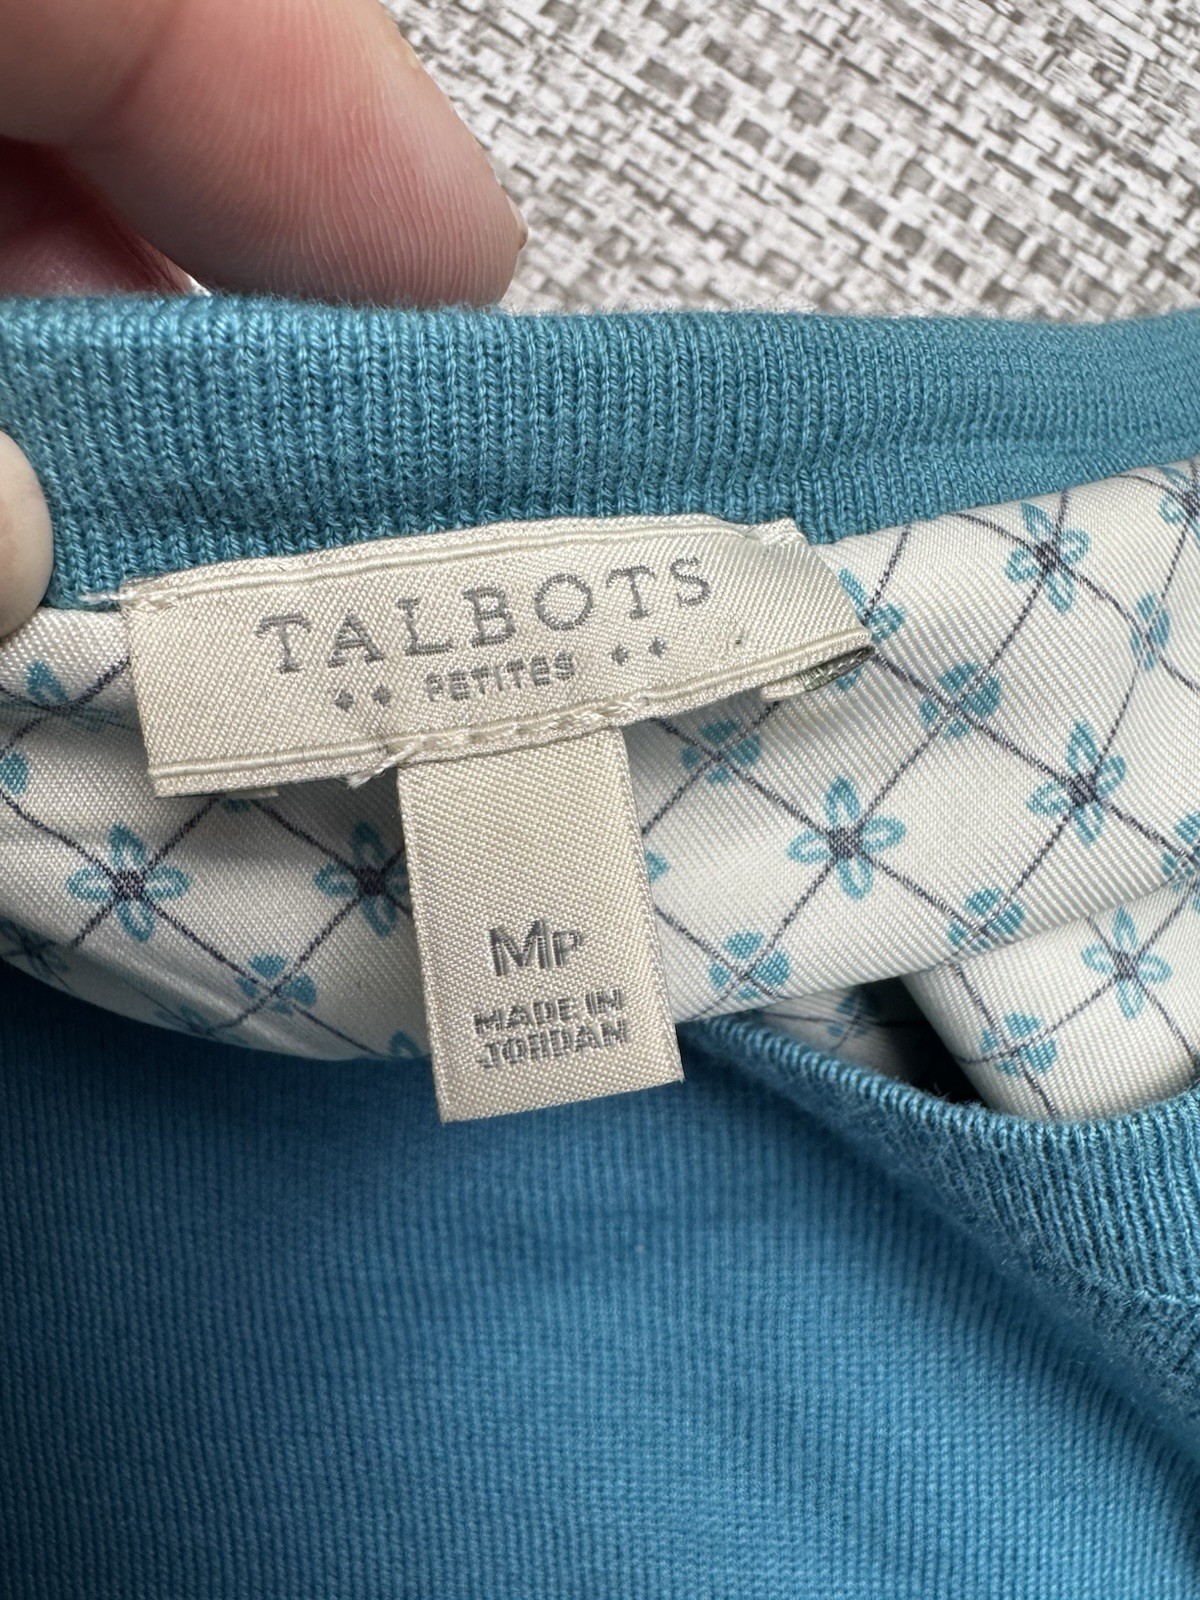 TALBOTS
PETITES
MP
MADE IN
JORDAN